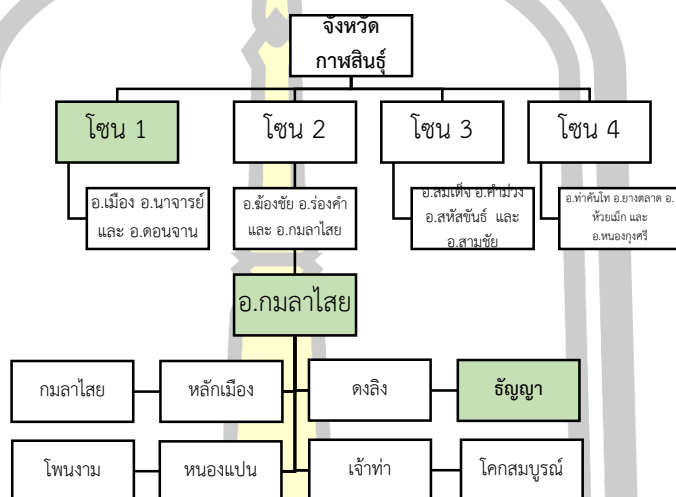 จังหวัด
กาฬสินธุ์
โซน 1
โซน 2
โซน 3
โซน 4
อ.เมือง อ.นาจารย์
และ อ.ดอนจาน
อ.ฆ้องชัย อ.ร่องคำ
และ อ.กมลาไสย
อ.สมเด็จ อ.คำม่วง
อ.สหัสขันธ์ และ
อ.สามชัย
อ.ท่าคันโท อ.ยางตลาด อ.
ห้วยเม็ก และ
อ.หนองกุงศรี
อ.กมลาไสย
กมลาไสย
หลักเมือง
ดงลิง
ธัญญา
โพนงาม
หนองแปน
เจ้าท่า
โคกสมบูรณ์